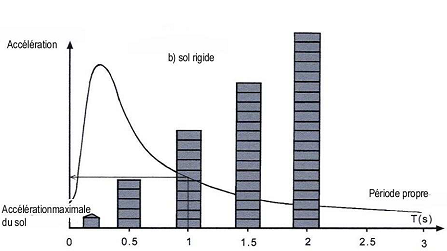 Accélération
b) sol rigide
Période propre
Accélérationmaximale
du sol
T(s)
0 0.5 1 1.5 2 2.5 3